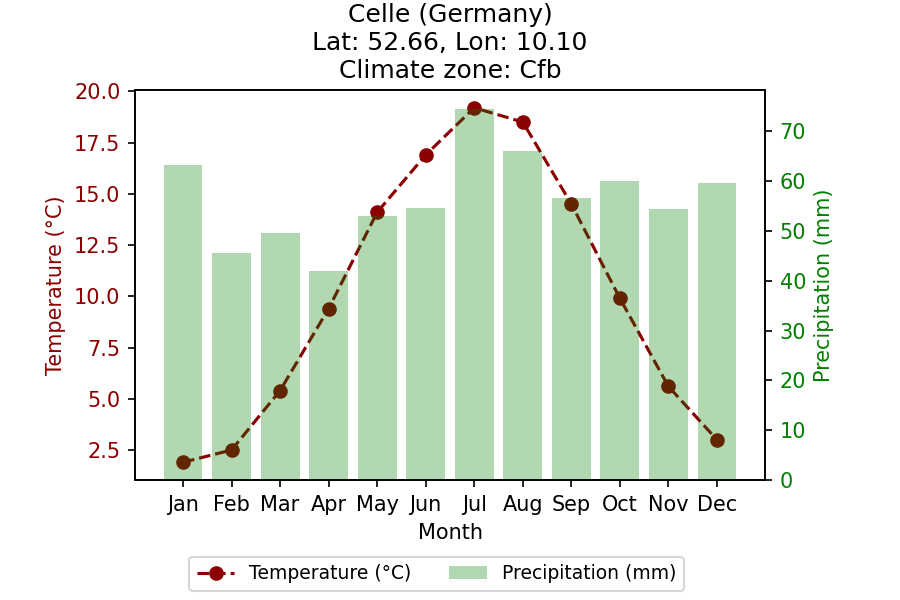 Celle (Germany)
Lat: 52.66, Lon: 10.10
Climate zone: Cfb
20.0
17.5
15.0
12.5
10.0
7.5
5.0
2.5
Temperature (°C)
70
60
50
40
30
20
10
0
Precipitation (mm)
Jan Feb Mar Apr May Jun Jul Aug Sep Oct Nov Dec
Month
Temperature (°C) Precipitation (mm)